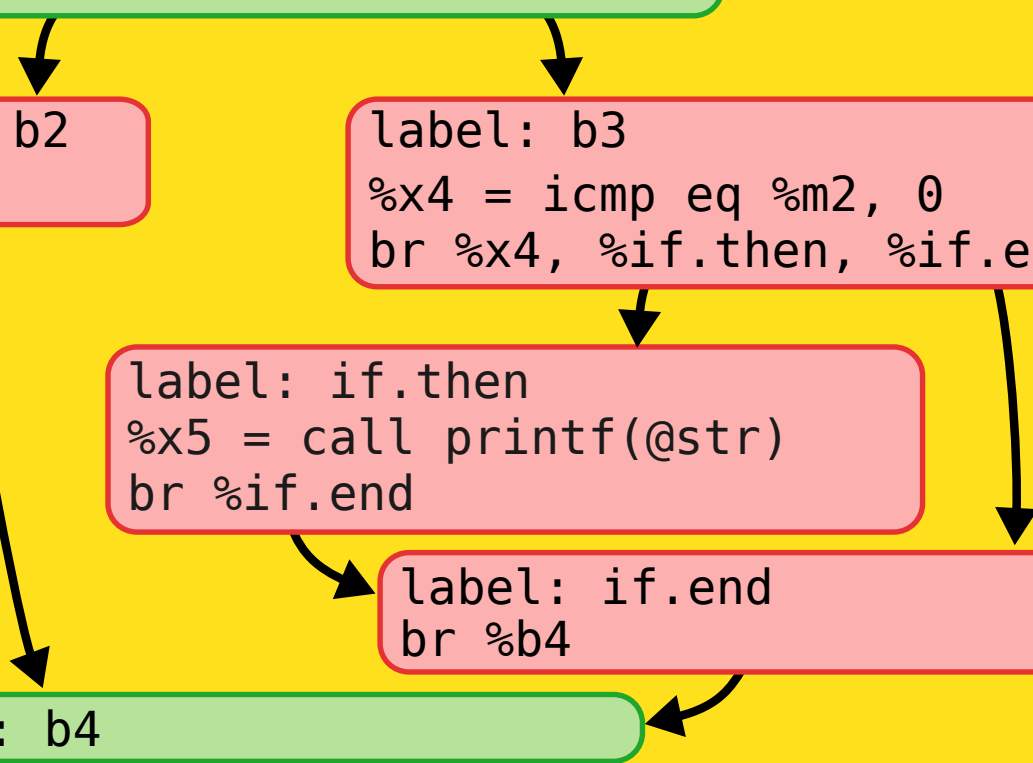 b2
label: b3
%x4 = icmp eq %m2, 0
br %x4, %if.then, %if.e
label: if.then
%x5 = call printf(@str)
br %if.end
label: if.end
br %b4
: b4